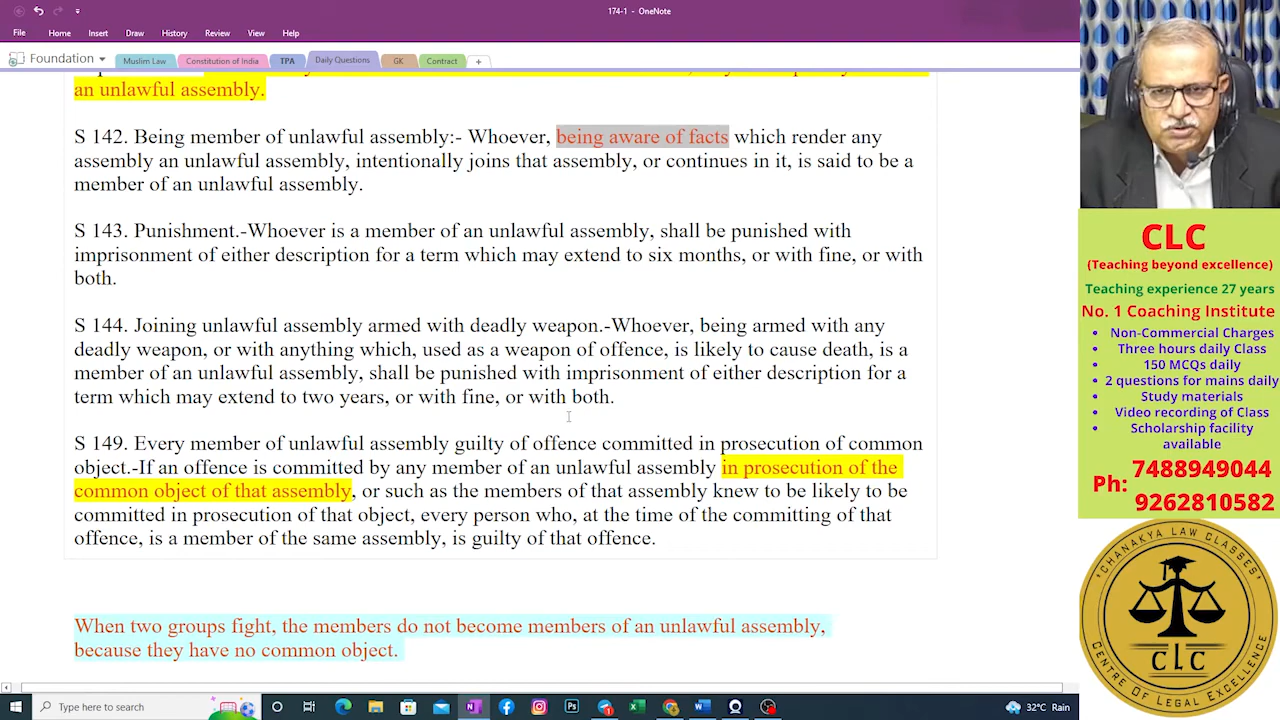 174-1 - OneNote
File Home Insert Draw History Review View Help
Foundation Muslim Law Constitution of India TPA Daily Questions GK Contract +
an unlawful assembly.
S 142. Being member of unlawful assembly:- Whoever, being aware of facts which render any
assembly an unlawful assembly, intentionally joins that assembly, or continues in it, is said to be a
member of an unlawful assembly.
S 143. Punishment.-Whoever is a member of an unlawful assembly, shall be punished with
imprisonment of either description for a term which may extend to six months, or with fine, or with
both.
S 144. Joining unlawful assembly armed with deadly weapon.-Whoever, being armed with any
deadly weapon, or with anything which, used as a weapon of offence, is likely to cause death, is a
member of an unlawful assembly, shall be punished with imprisonment of either description for a
term which may extend to two years, or with fine, or with both.
S 149. Every member of unlawful assembly guilty of offence committed in prosecution of common
object.-If an offence is committed by any member of an unlawful assembly in prosecution of the
common object of that assembly, or such as the members of that assembly knew to be likely to be
committed in prosecution of that object, every person who, at the time of the committing of that
offence, is a member of the same assembly, is guilty of that offence.
When two groups fight, the members do not become members of an unlawful assembly,
because they have no common object.
CLC
(Teaching beyond excellence)
Teaching experience 27 years
No. 1 Coaching Institute
• Non-Commercial Charges
• Three hours daily Class
• 150 MCQs daily
• 2 questions for mains daily
• Study materials
• Video recording of Class
• Scholarship facility
available
Ph: 7488949044
9262810582
'CHANAKYA LAW CLASSES'
CLC
CENTRE OF LEGAL EXCELLENCE
Type here to search
32°C Rain